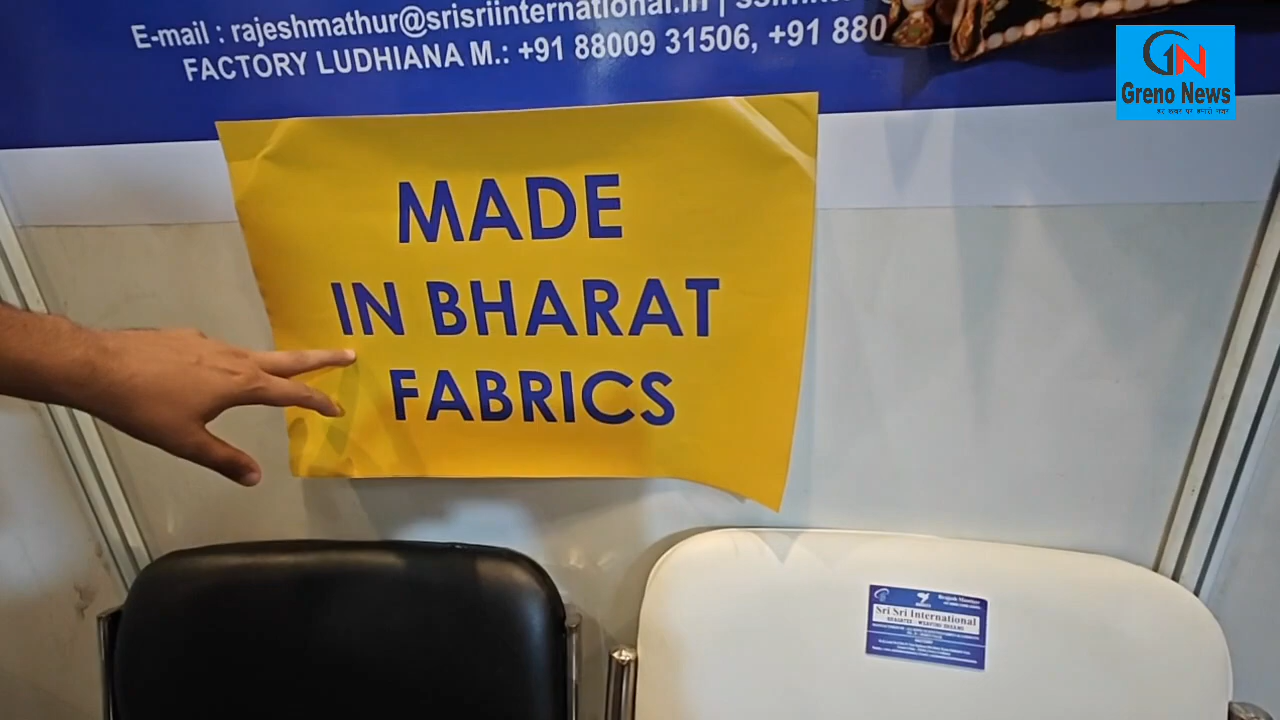 E-mail : rajeshmathur@srisriinternational.in |
FACTORY LUDHIANA M.: +91 88009 31506, +91 880
GN
Greno News
MADE
IN BHARAT
FABRICS
Sri Sri International